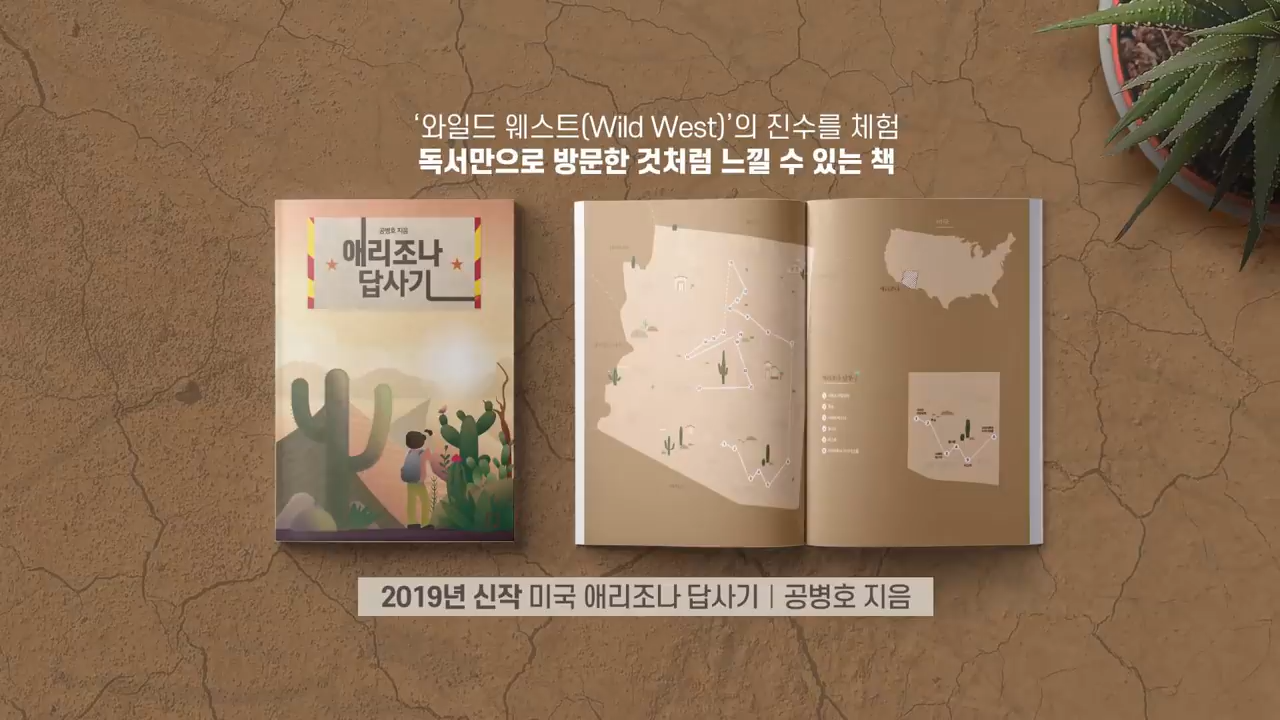 ‘와일드 웨스트(Wild West)’의 진수를 체험
독서만으로 방문한 것처럼 느낄 수 있는 책
공병호 지음
애리조나
답사기
2019년 신작 미국 애리조나 답사기 | 공병호 지음